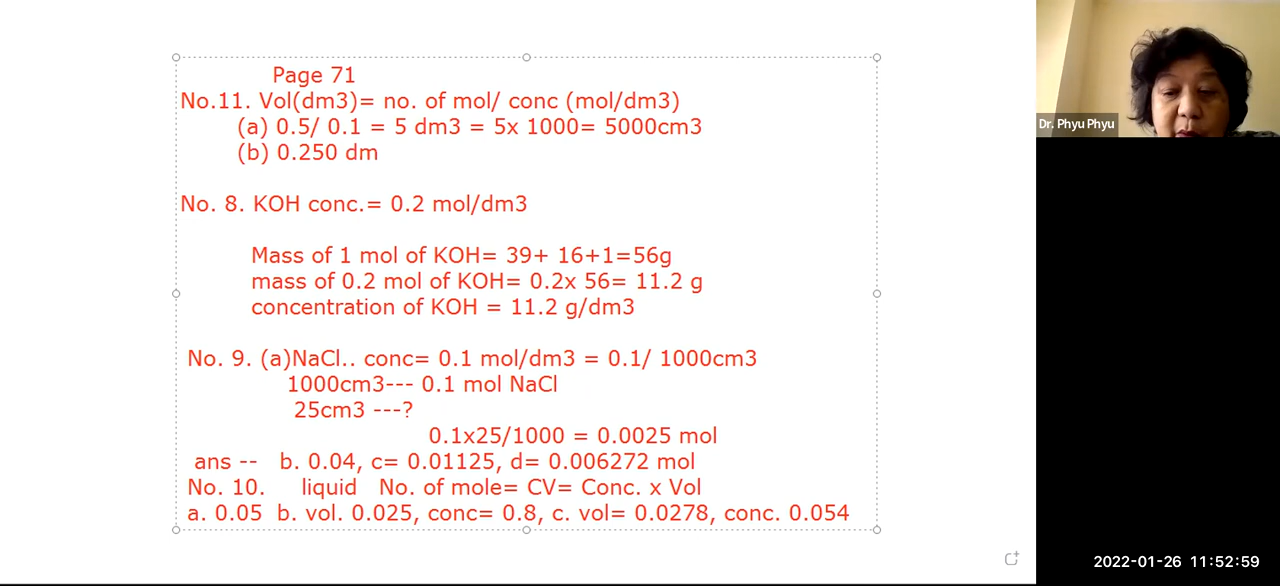 Page 71
No.11. Vol(dm3)= no. of mol/ conc (mol/dm3)
(a) 0.5/ 0.1 = 5 dm3 = 5x 1000= 5000cm3
(b) 0.250 dm
No. 8. KOH conc.= 0.2 mol/dm3
Mass of 1 mol of KOH= 39+ 16+1=56g
mass of 0.2 mol of KOH= 0.2x 56= 11.2 g
concentration of KOH = 11.2 g/dm3
No. 9. (a)NaCl.. conc= 0.1 mol/dm3 = 0.1/ 1000cm3
1000cm3--- 0.1 mol NaCl
25cm3 ---?
0.1x25/1000 = 0.0025 mol
ans -- b. 0.04, c= 0.01125, d= 0.006272 mol
No. 10. liquid No. of mole= CV= Conc. x Vol
a. 0.05 b. vol. 0.025, conc= 0.8, c. vol= 0.0278, conc. 0.054
Dr. Phyu Phyu
2022-01-26 11:52:59